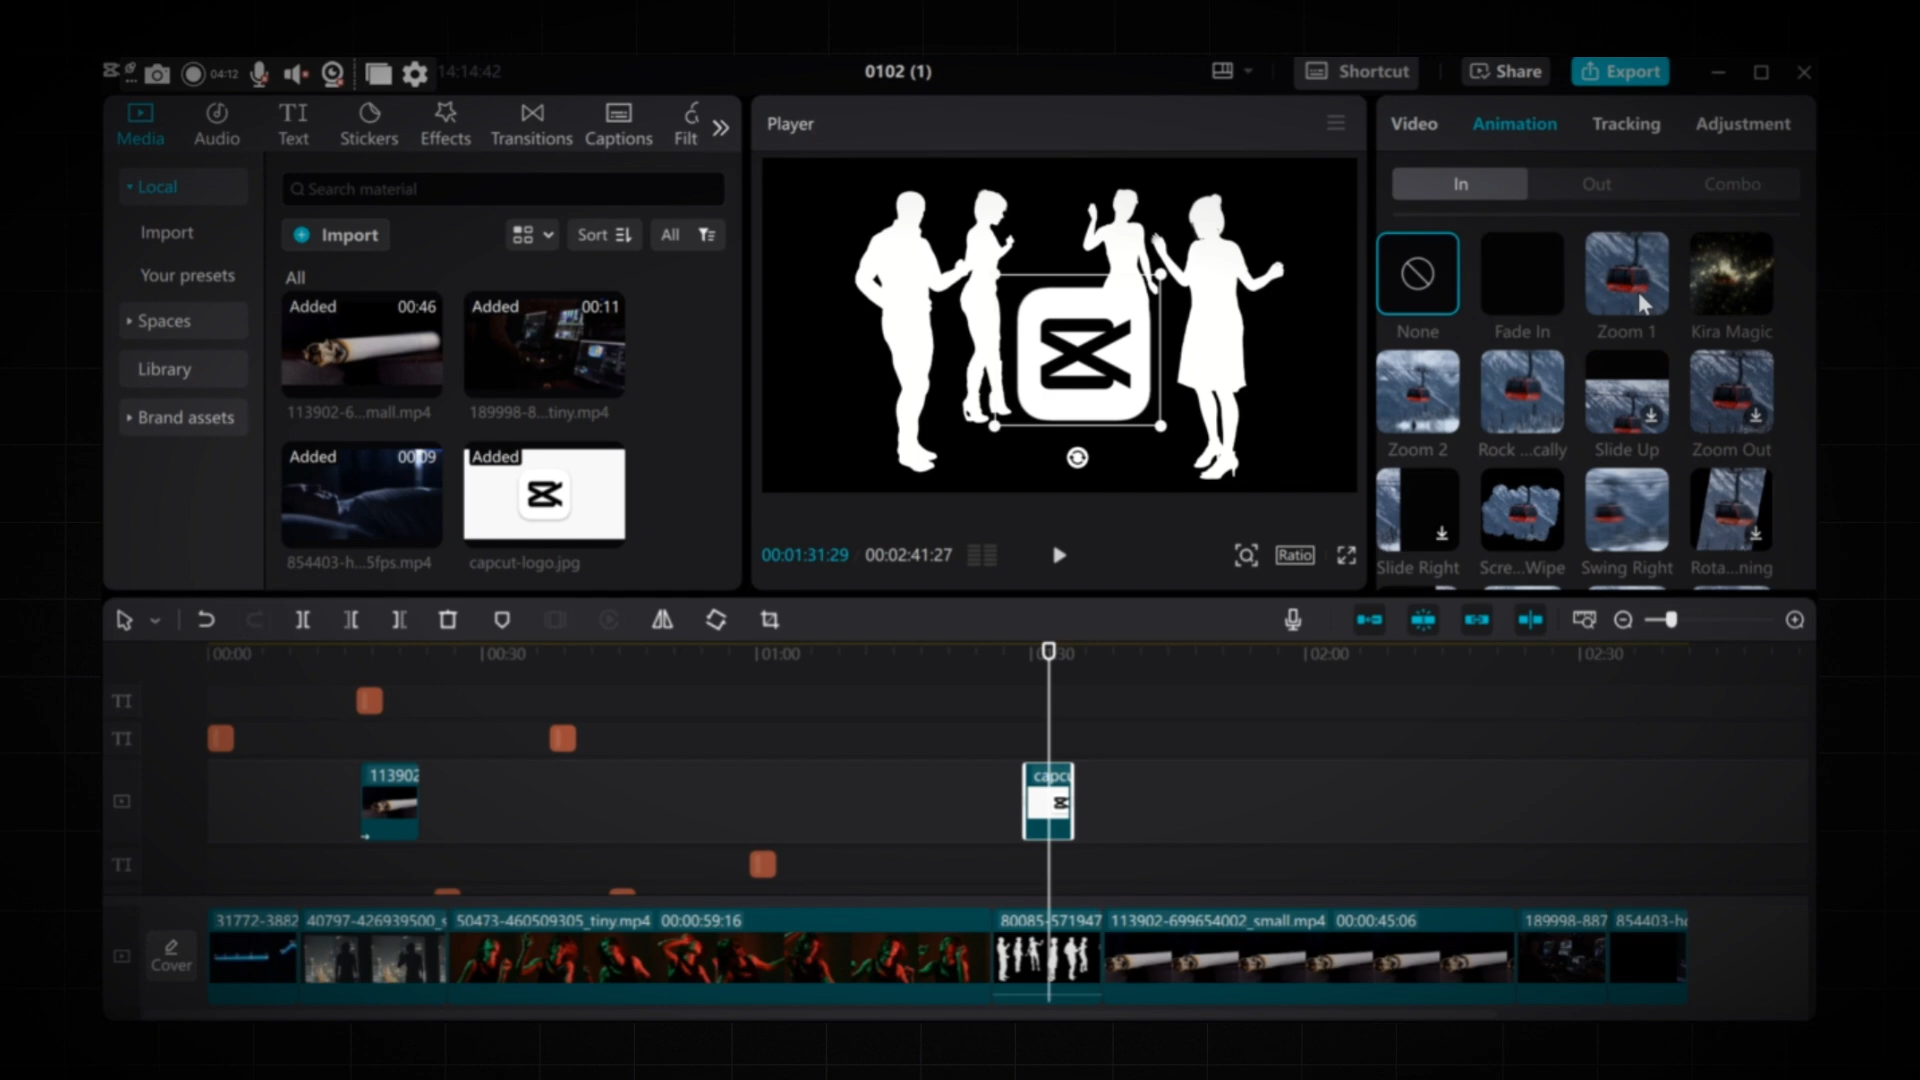 04:12
14:14:42
0102 (1)
Shortcut
Share
Export
Media
Audio
TI
Text
Stickers
Effects
Transitions
Captions
Filt
Local
Import
Your presets
Spaces
Library
Brand assets
Search material
Import
Sort
All
All
Added 00:46
113902-6...mall.mp4
Added 00:11
189998-8...tiny.mp4
Added 00:09
854403-h...5fps.mp4
Added
capcut-logo.jpg
Player
00:01:31:29 00:02:41:27
Ratio
Video
Animation
Tracking
Adjustment
In
Out
Combo
None
Fade In
Zoom 1
Kira Magic
Zoom 2
Rock ...cally
Slide Up
Zoom Out
Slide Right
Scre...Wipe
Swing Right
Rota...ning
00:00
00:30
01:00
02:00
02:30
TI
TI
113902
capcu
TI
Cover
31772-3882
40797-426939500_s
50473-460509305_tiny.mp4 00:00:59:16
80085-571947
113902-699654002_small.mp4 00:00:45:06
189998-887
854403-hd